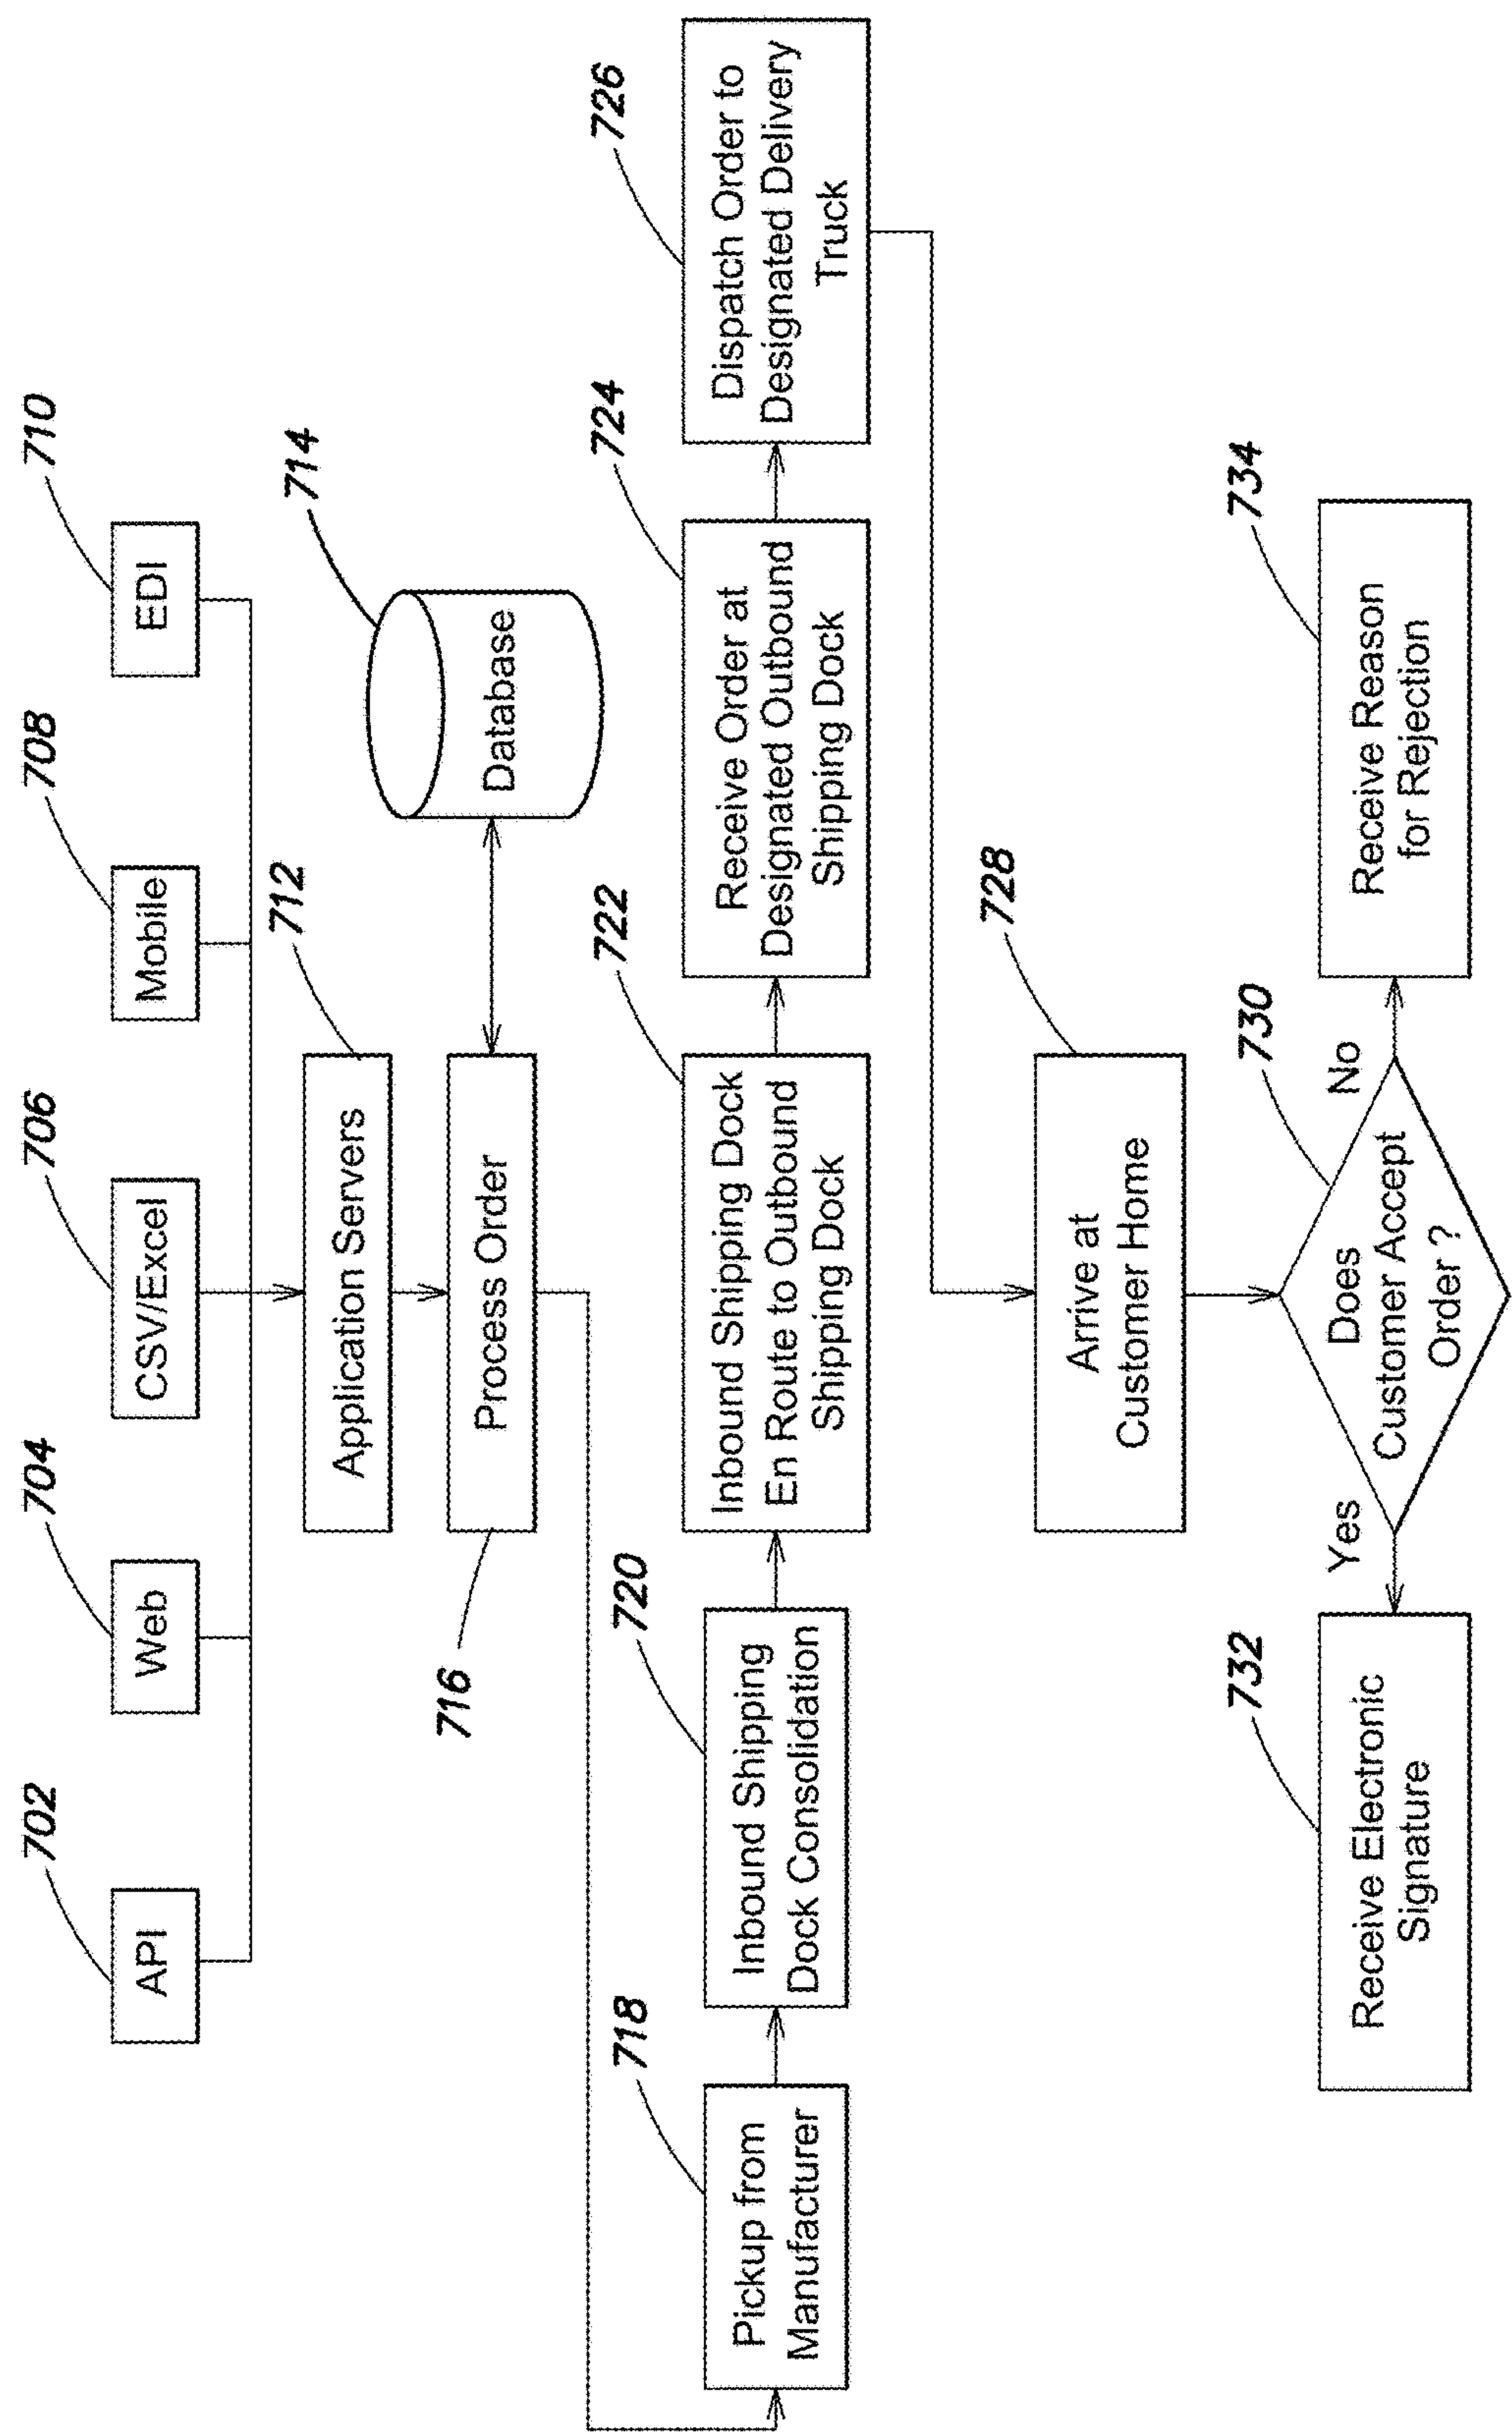 702
704
706
708
710
API
Web
CSV/Excel
Mobile
EDI
712
Application Servers
714
Database
716
Process Order
718
720
722
724
726
Pickup from
Manufacturer
Inbound Shipping
Dock Consolidation
Inbound Shipping Dock
En Route to Outbound
Shipping Dock
Receive Order at
Designated Outbound
Shipping Dock
Dispatch Order to
Designated Delivery
Truck
728
Arrive at
Customer Home
732
730
734
Receive Electronic
Signature
Yes
Does
Customer Accept
Order ?
No
Receive Reason
for Rejection